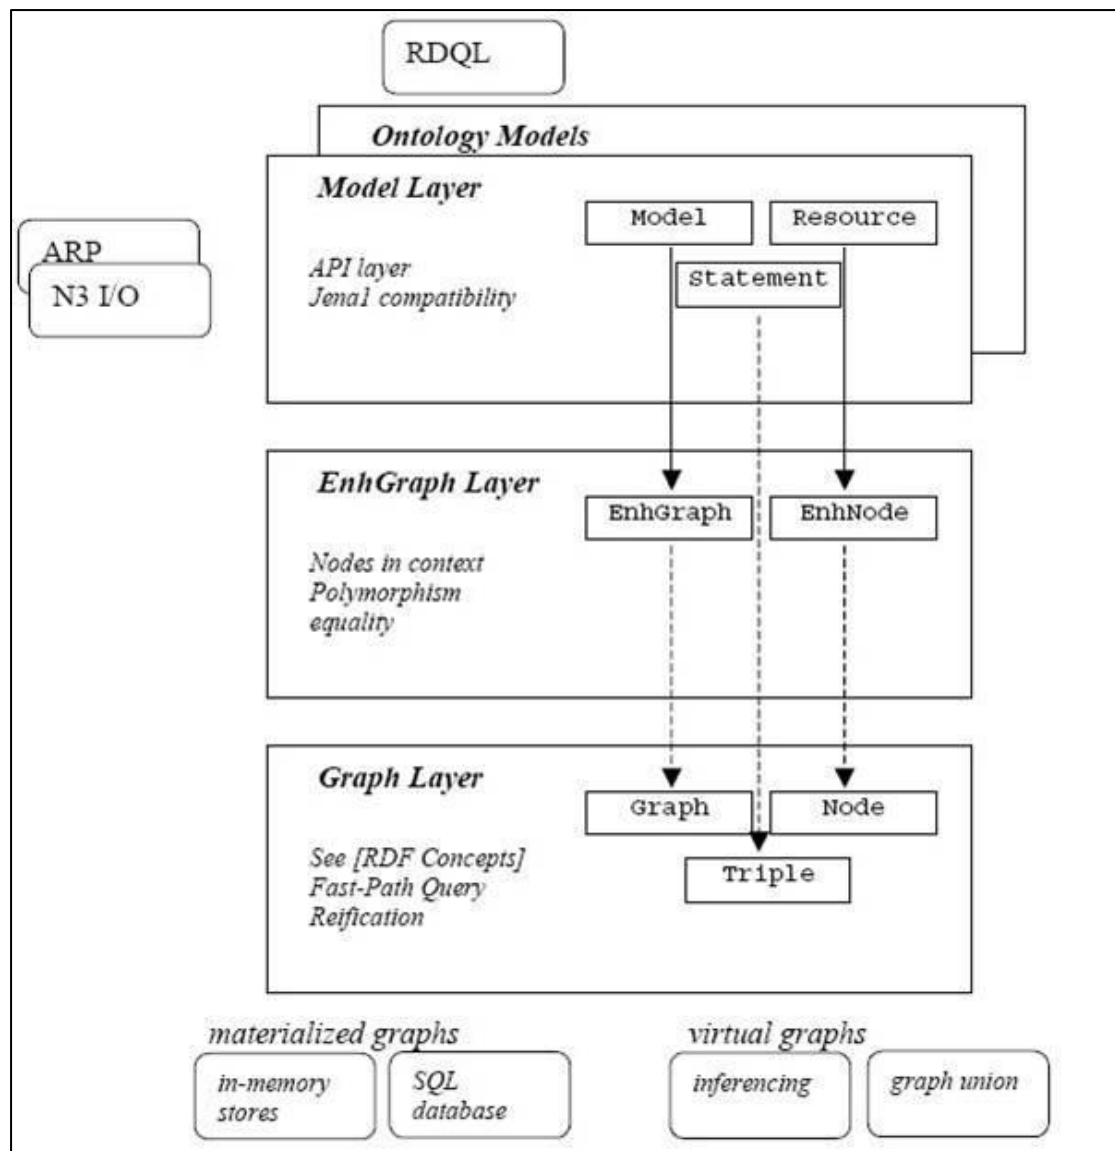 RDQL
Ontology Models
Model Layer
Model
Resource
ARP
N3 I/O
API layer
Jena1 compatibility
Statement
EnhGraph Layer
EnhGraph
EnhNode
Nodes in context
Polymorphism
equality
Graph Layer
Graph
Node
See [RDF Concepts]
Fast-Path Query
Reification
Triple
materialized graphs
virtual graphs
in-memory
stores
SQL
database
inferencing
graph union